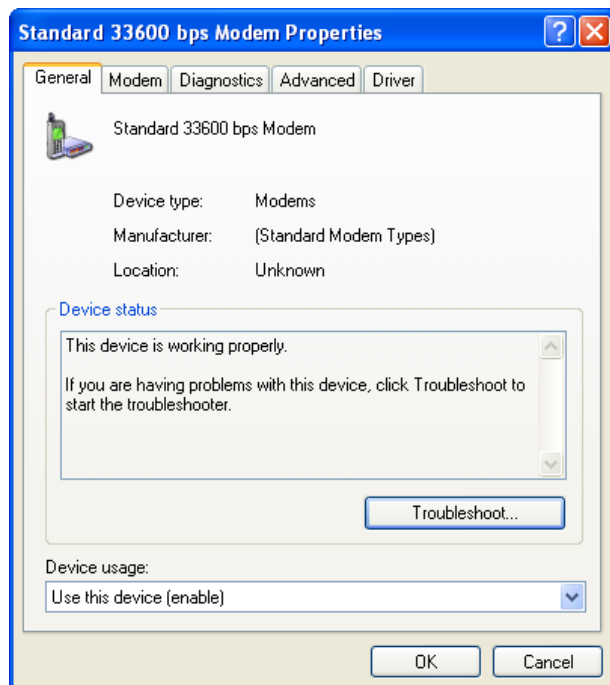 Standard 33600 bps Modem Properties
General Modem Diagnostics Advanced Driver
Standard 33600 bps Modem
Device type: Modems
Manufacturer: (Standard Modem Types)
Location: Unknown
Device status
This device is working properly.
If you are having problems with this device, click Troubleshoot to
start the troubleshooter.
Troubleshoot...
Device usage:
Use this device (enable)
OK Cancel